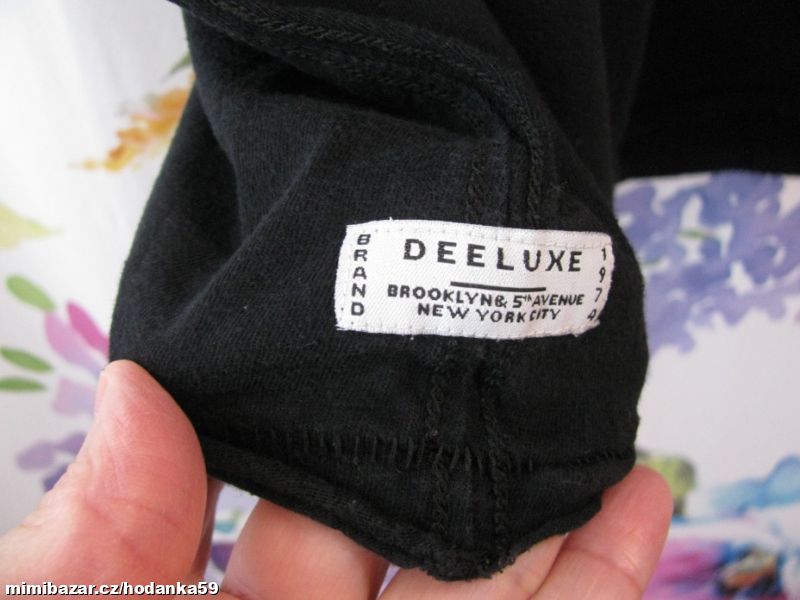 BRAND
DEELUXE
1974
BROOKLYN & 5th AVENUE
NEW YORK CITY
mimibazar.cz/hodanka59